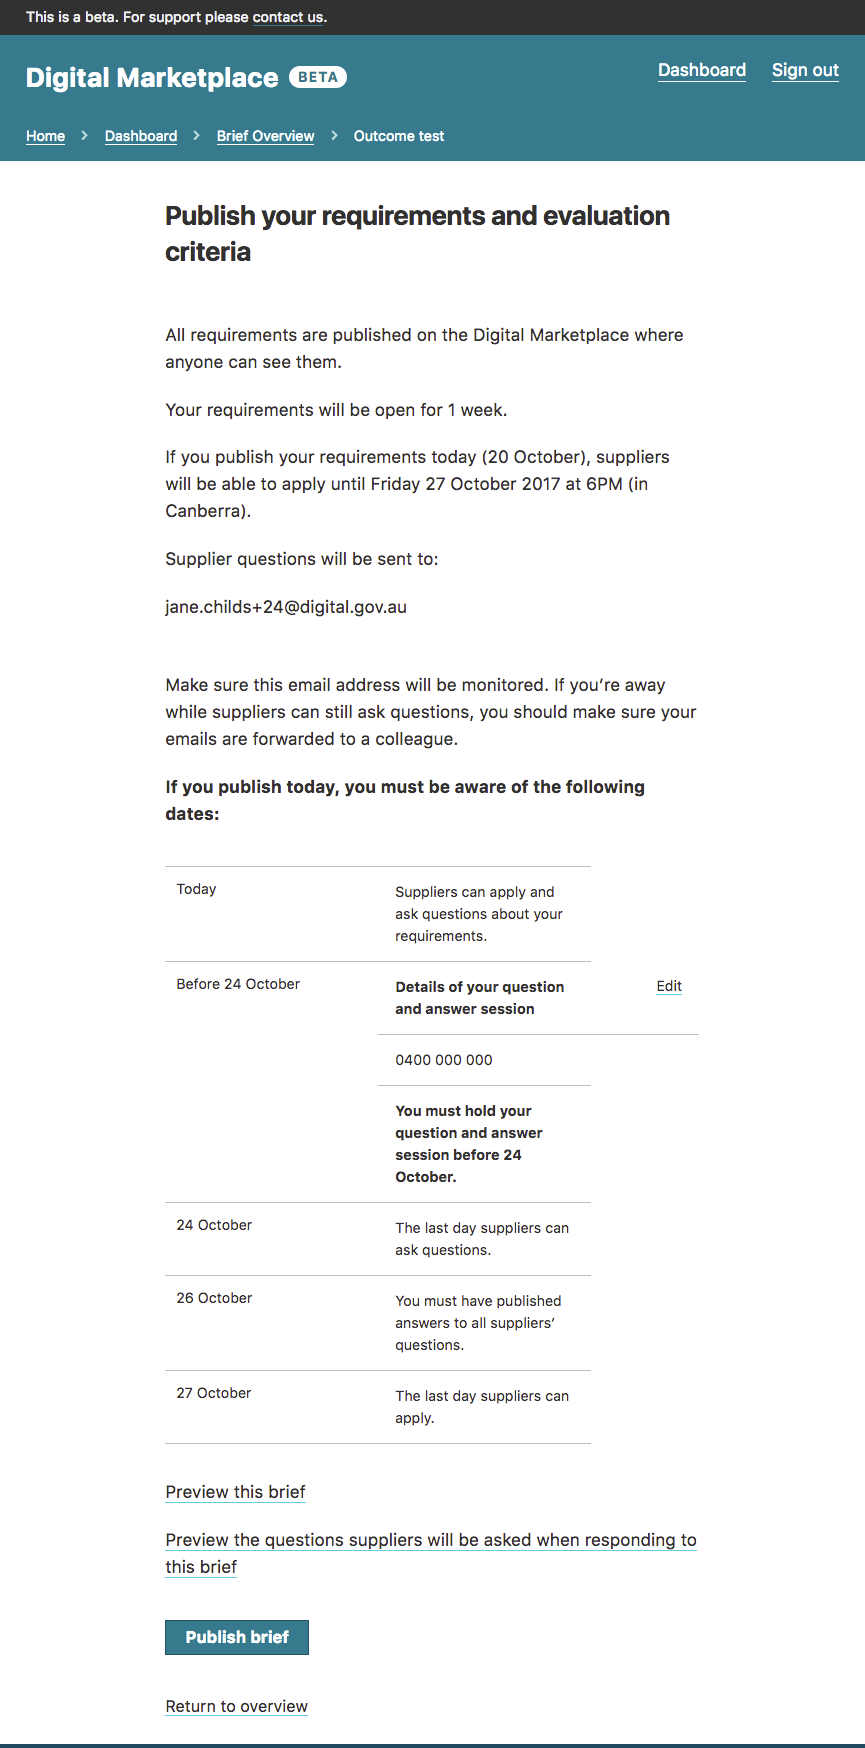 This is a beta. For support please contact us.
Digital Marketplace BETA
Dashboard Sign out
Home > Dashboard > Brief Overview > Outcome test
Publish your requirements and evaluation
criteria
All requirements are published on the Digital Marketplace where
anyone can see them.
Your requirements will be open for 1 week.
If you publish your requirements today (20 October), suppliers
will be able to apply until Friday 27 October 2017 at 6PM (in
Canberra).
Supplier questions will be sent to:
jane.childs+24@digital.gov.au
Make sure this email address will be monitored. If you’re away
while suppliers can still ask questions, you should make sure your
emails are forwarded to a colleague.
If you publish today, you must be aware of the following
dates:
Today
Suppliers can apply and
ask questions about your
requirements.
Before 24 October
Details of your question
and answer session
Edit
0400 000 000
You must hold your
question and answer
session before 24
October.
24 October
The last day suppliers can
ask questions.
26 October
You must have published
answers to all suppliers’
questions.
27 October
The last day suppliers can
apply.
Preview this brief
Preview the questions suppliers will be asked when responding to
this brief
Publish brief
Return to overview